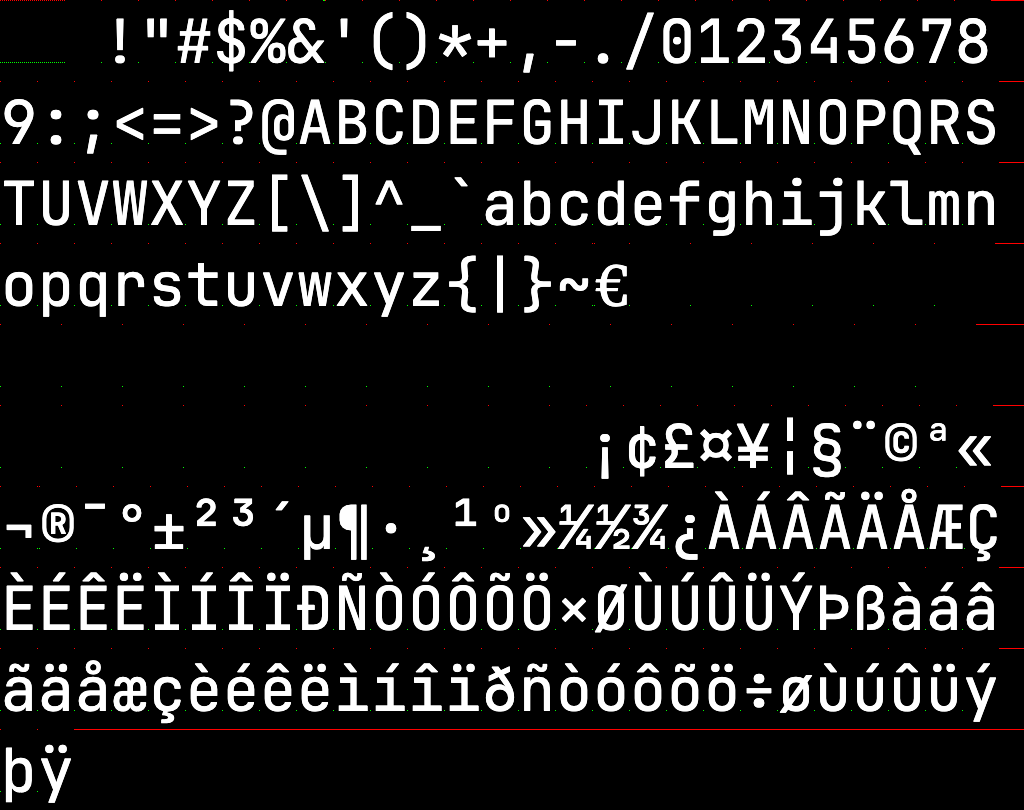 !"#$%&'()*+,-./012345678
9:;<=>?@ABCDEFGHIJKLMNOPQRS
TUVWXYZ[\]^_`abcdefghijklmn
opqrstuvwxyz{|}~€
¡¢£¤¥¦§¨©ª«
¬®¯°±²³´µ¶·¸¹º»¼½¾¿ÀÁÂÃÄÅÆÇ
ÈÉÊËÌÍÎÏÐÑÒÓÔÕÖ×ØÙÚÛÜÝÞßàáâ
ãäåæçèéêëìíîïðñòóôõö÷øùúûüý
þÿ